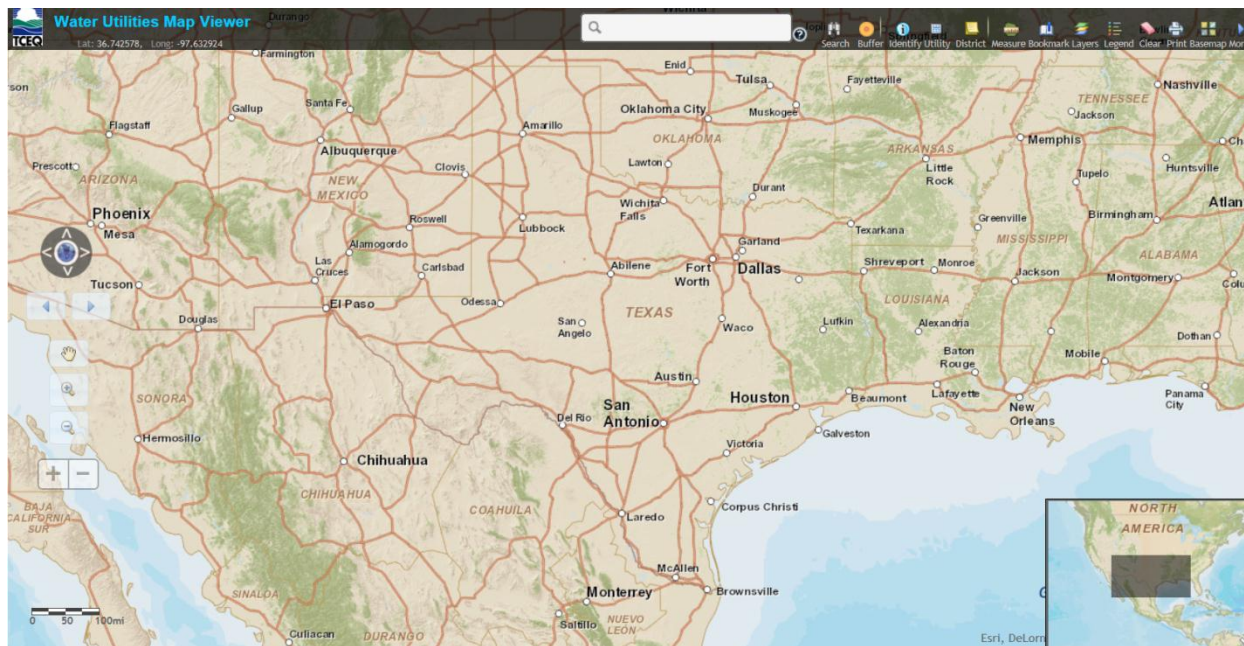 Water Utilities Map Viewer
TCEQ
Lat: 36.742578, Long: -97.632924
Search Buffer Identify Utility District Measure Bookmark Layers Legend Clear Print Basemap Mor
Durango
Farmington
Enid
Tulsa
Fayetteville
Nashville
Gallup
Santa Fe
Oklahoma City
Muskogee
TENNESSEE
Jackson
Flagstaff
Amarillo
OKLAHOMA
Memphis
Albuquerque
ARKANSAS
Prescott
Clovis
Lawton
Little
Rock
Huntsville
ARIZONA
NEW
MEXICO
Tupelo
Durant
Wichita
Falls
Phoenix
Mesa
Roswell
Lubbock
Texarkana
Greenville
Birmingham
Atlan
Garland
MISSISSIPPI
Alamogordo
ALABAMA
Las
Cruces
Carlsbad
Abilene
Fort
Worth
Dallas
Shreveport
Monroe
Jackson
Montgomery
Tucson
El Paso
Odessa
LOUISIANA
Douglas
San
Angelo
TEXAS
Waco
Lufkin
Alexandria
Dothan
Baton
Rouge
Mobile
Austin
SONORA
San
Antonio
Houston
Beaumont
Lafayette
Panama
City
Del Rio
New
Orleans
Hermosillo
Galveston
Victoria
Chihuahua
CHIHUAHUA
COAHUILA
Corpus Christi
BAJA
CALIFORNIA
SUR
Laredo
NORTH
AMERICA
McAllen
Brownsville
SINALOA
Monterrey
0 50 100mi
Saltillo
NUEVO
LEÓN
Culiacan
DURANGO
Esri, DeLorm